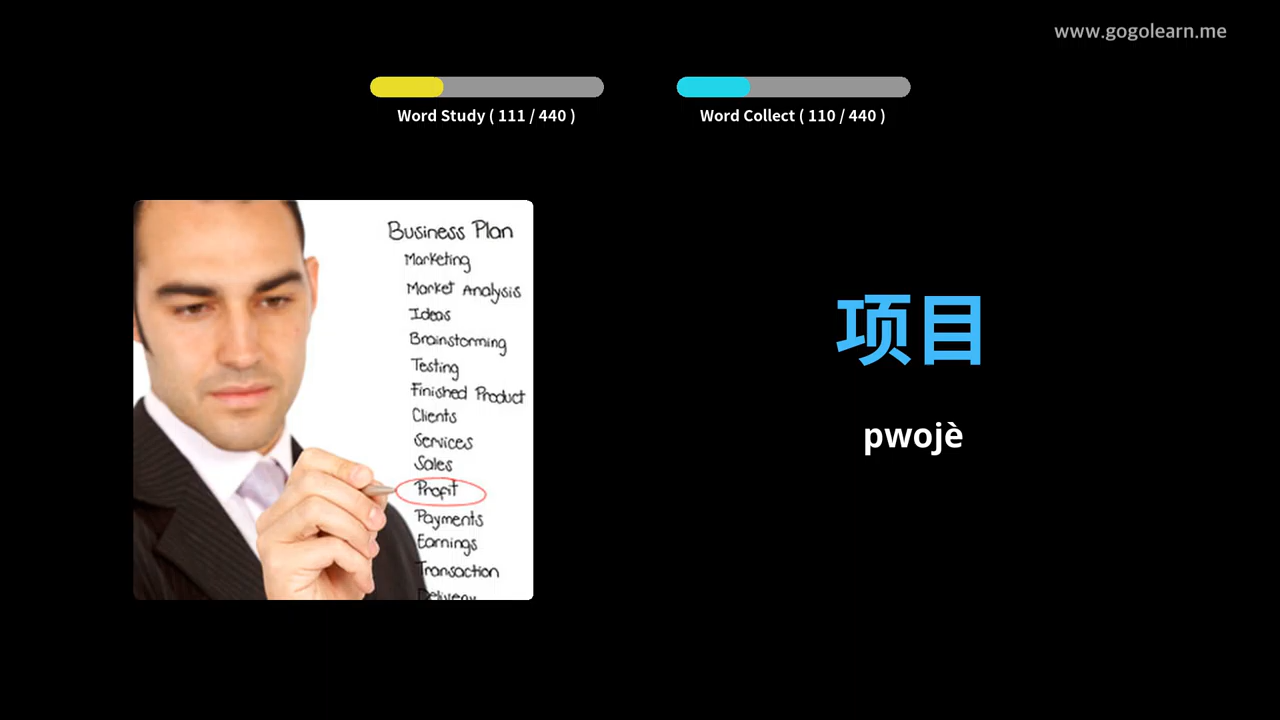 www.gogolearn.me
Word Study ( 111 / 440 )
Word Collect ( 110 / 440 )
Business Plan
Marketing
Market Analysis
Ideas
Brainstorming
Testing
Finished Product
Clients
Services
Sales
Profit
Payments
Earnings
Transaction
Delivery
项目
pwojè